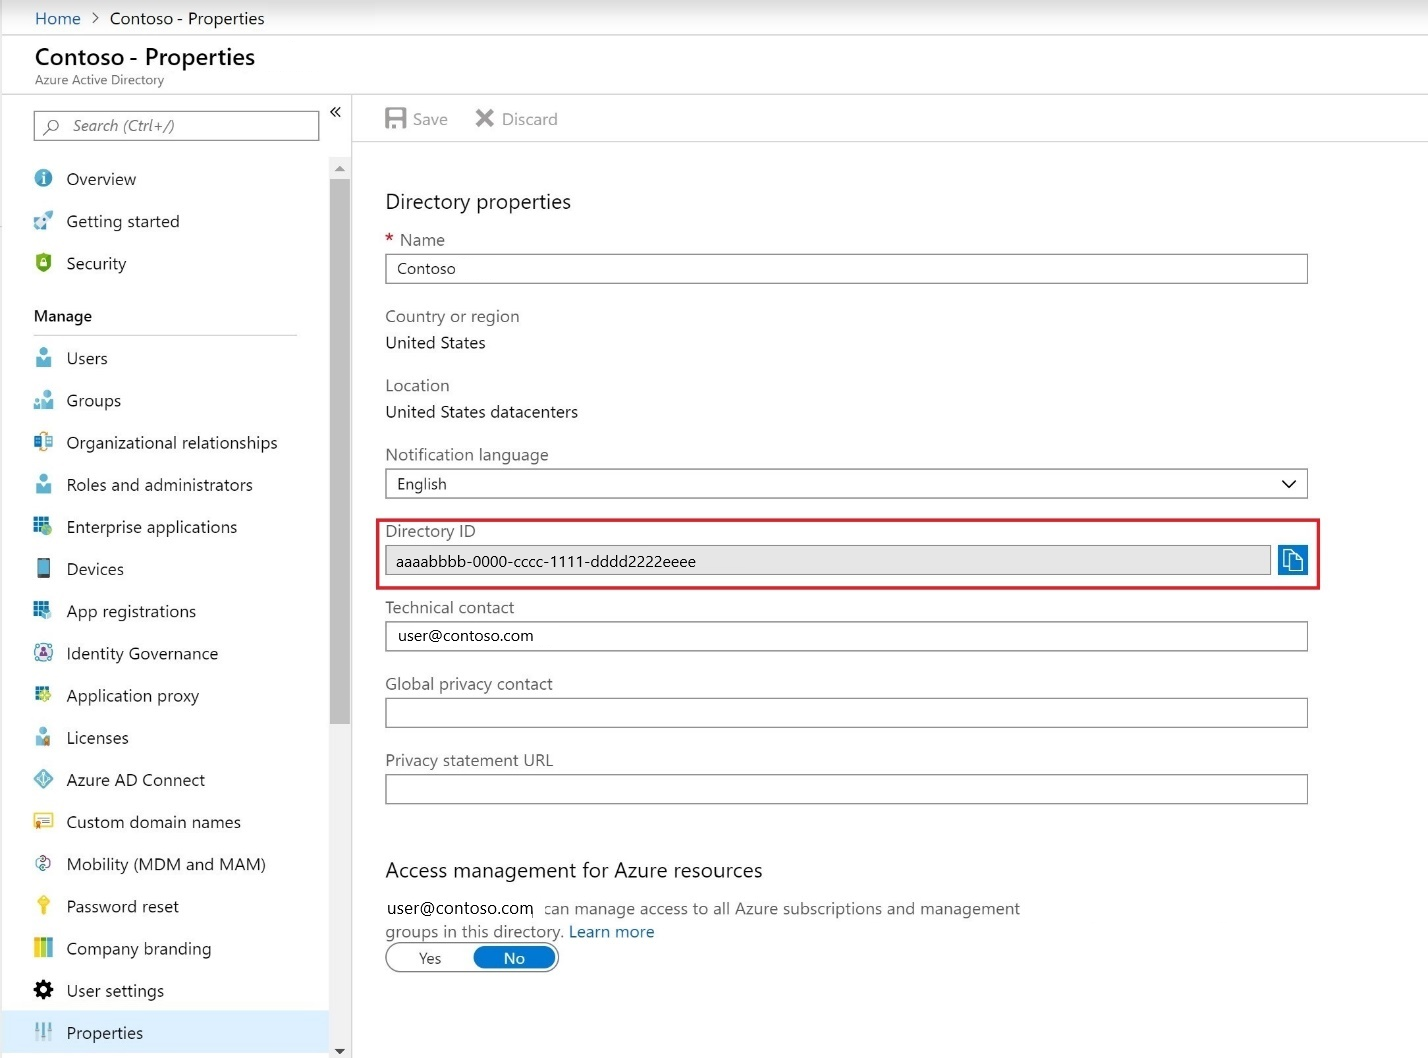 Home > Contoso - Properties
Contoso - Properties
Azure Active Directory
Search (Ctrl+/)
«
Overview
Getting started
Security
Manage
Users
Groups
Organizational relationships
Roles and administrators
Enterprise applications
Devices
App registrations
Identity Governance
Application proxy
Licenses
Azure AD Connect
Custom domain names
Mobility (MDM and MAM)
Password reset
Company branding
User settings
Properties
Save Discard
Directory properties
* Name
Contoso
Country or region
United States
Location
United States datacenters
Notification language
English
Directory ID
aaaabbbb-0000-cccc-1111-dddd2222eeee
Technical contact
user@contoso.com
Global privacy contact
Privacy statement URL
Access management for Azure resources
user@contoso.com can manage access to all Azure subscriptions and management
groups in this directory. Learn more
Yes No